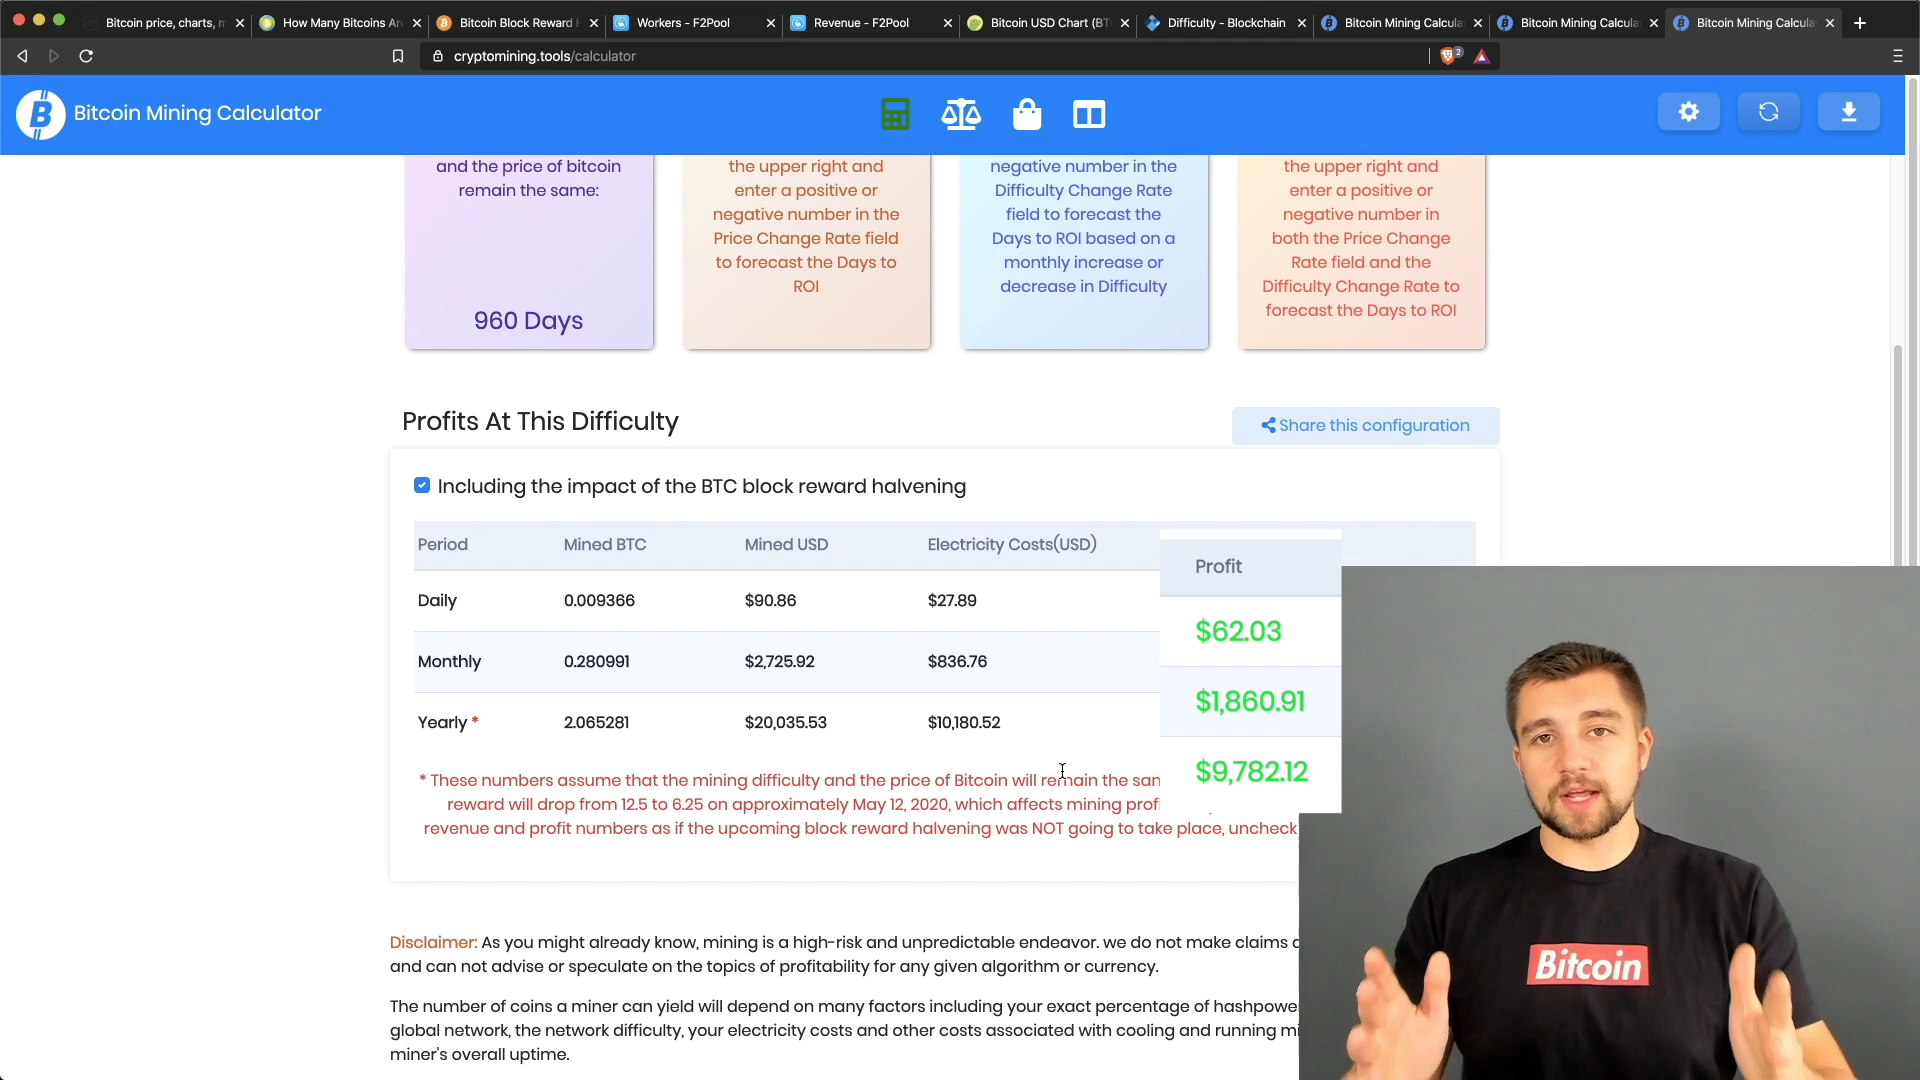 Bitcoin price, charts, m
How Many Bitcoins Are
Bitcoin Block Reward H
Workers - F2Pool
Revenue - F2Pool
Bitcoin USD Chart (BT
Difficulty - Blockchain
Bitcoin Mining Calcula
Bitcoin Mining Calcula
Bitcoin Mining Calcula
cryptomining.tools/calculator
2
Bitcoin Mining Calculator
and the price of bitcoin
remain the same:
960 Days
the upper right and
enter a positive or
negative number in the
Price Change Rate field
to forecast the Days to
ROI
negative number in the
Difficulty Change Rate
field to forecast the
Days to ROI based on a
monthly increase or
decrease in Difficulty
the upper right and
enter a positive or
negative number in
both the Price Change
Rate field and the
Difficulty Change Rate to
forecast the Days to ROI
Profits At This Difficulty
Share this configuration
Including the impact of the BTC block reward halvening
Period Mined BTC Mined USD Electricity Costs(USD) Profit
Daily 0.009366 $90.86 $27.89 $62.03
Monthly 0.280991 $2,725.92 $836.76 $1,860.91
Yearly * 2.065281 $20,035.53 $10,180.52 $9,782.12
* These numbers assume that the mining difficulty and the price of Bitcoin will remain the sam
reward will drop from 12.5 to 6.25 on approximately May 12, 2020, which affects mining profi
revenue and profit numbers as if the upcoming block reward halvening was NOT going to take place, uncheck
Disclaimer: As you might already know, mining is a high-risk and unpredictable endeavor. we do not make claims
and can not advise or speculate on the topics of profitability for any given algorithm or currency.
The number of coins a miner can yield will depend on many factors including your exact percentage of hashpowe
global network, the network difficulty, your electricity costs and other costs associated with cooling and running mi
miner's overall uptime.
Bitcoin